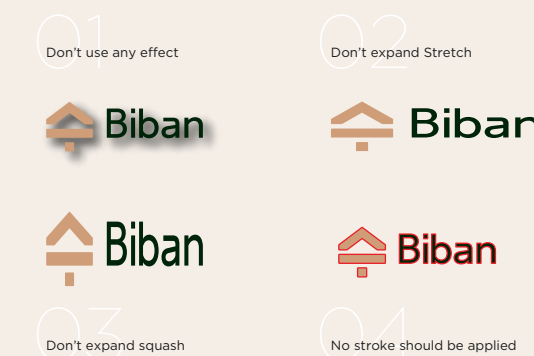 01
Don't use any effect
Biban
02
Don't expand Stretch
Biban
Biban
03
Don't expand squash
Biban
04
No stroke should be applied